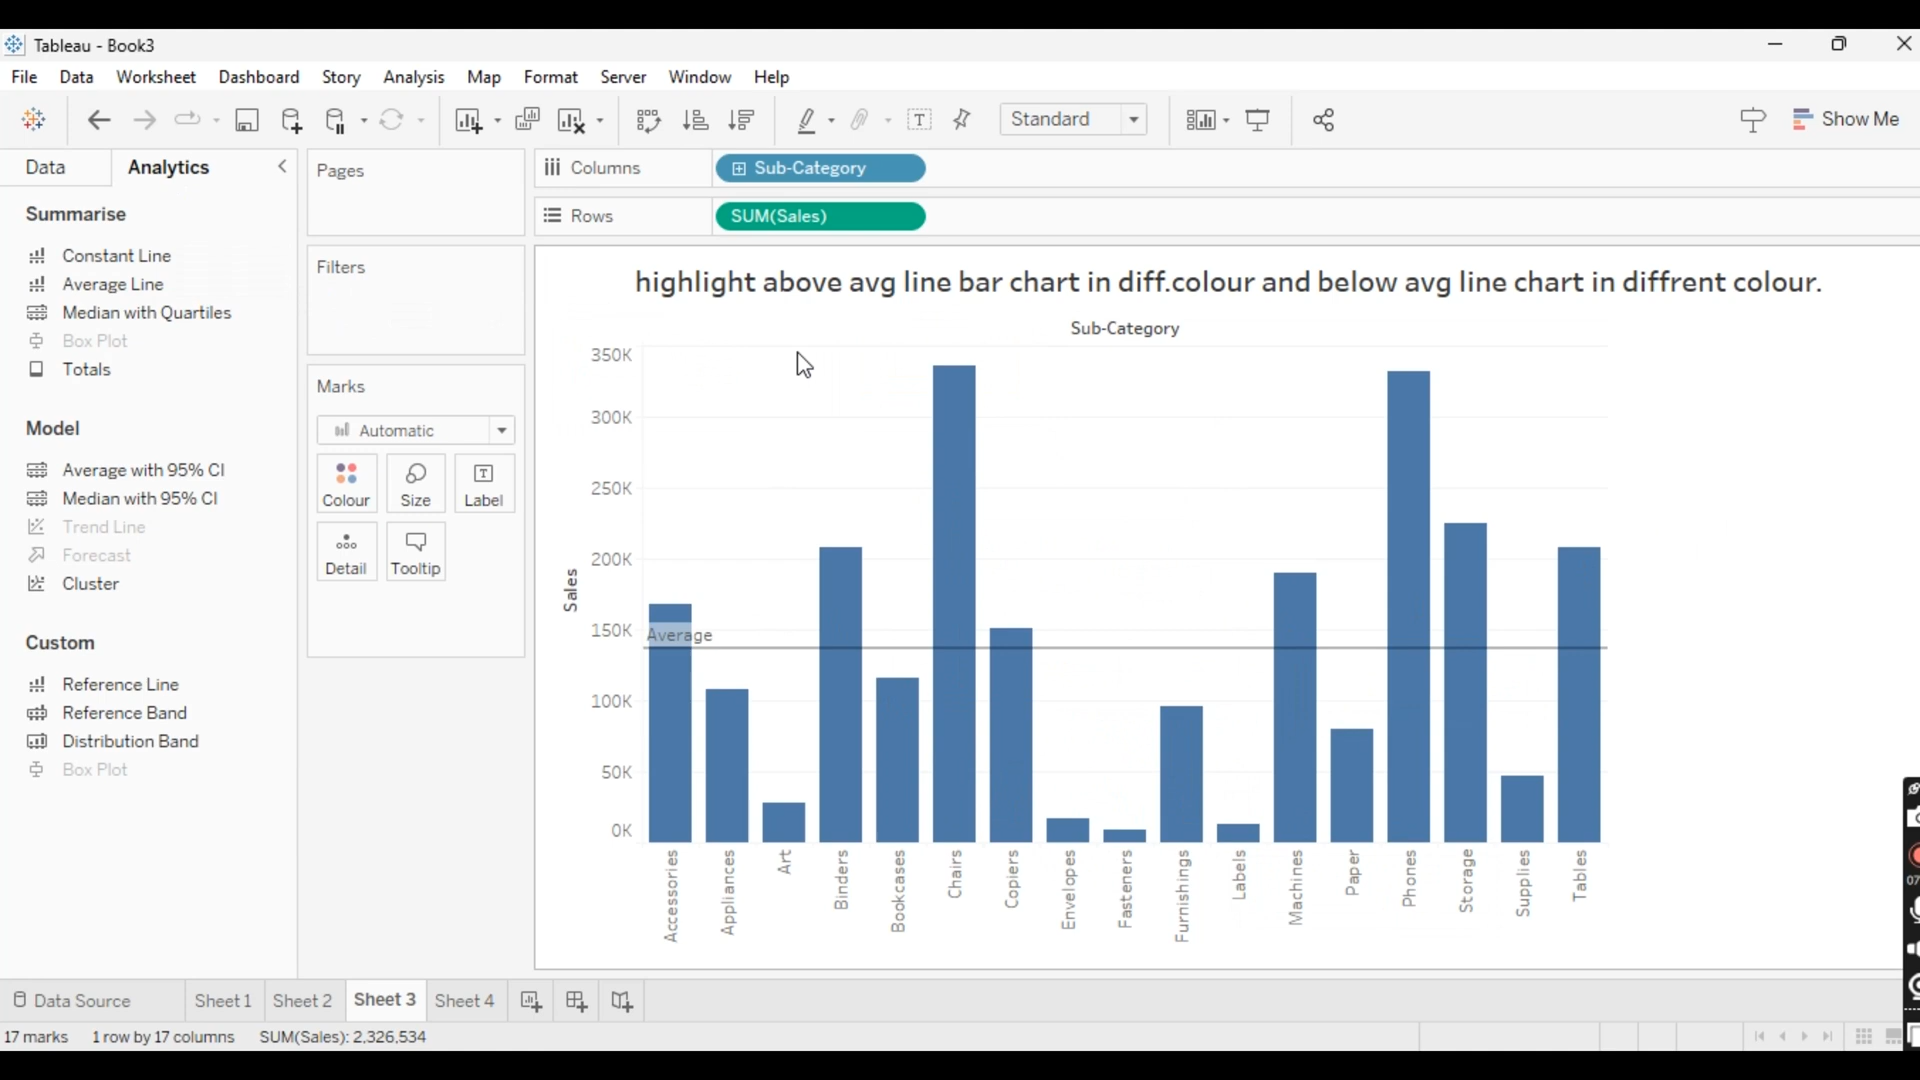 Tableau - Book3
File Data Worksheet Dashboard Story Analysis Map Format Server Window Help
Standard
Show Me
Data Analytics
Pages
Columns Sub-Category
Rows SUM(Sales)
Summarise
Constant Line
Average Line
Median with Quartiles
Box Plot
Totals
Model
Average with 95% CI
Median with 95% CI
Trend Line
Forecast
Cluster
Custom
Reference Line
Reference Band
Distribution Band
Box Plot
Filters
Marks
Automatic
Colour Size Label
Detail Tooltip
highlight above avg line bar chart in diff.colour and below avg line chart in diffrent colour.
Sub-Category
350K
300K
250K
200K
150K
100K
50K
0K
Sales
Average
Accessories
Appliances
Art
Binders
Bookcases
Chairs
Copiers
Envelopes
Fasteners
Furnishings
Labels
Machines
Paper
Phones
Storage
Supplies
Tables
Data Source Sheet 1 Sheet 2 Sheet 3 Sheet 4
17 marks 1 row by 17 columns SUM(Sales): 2,326,534